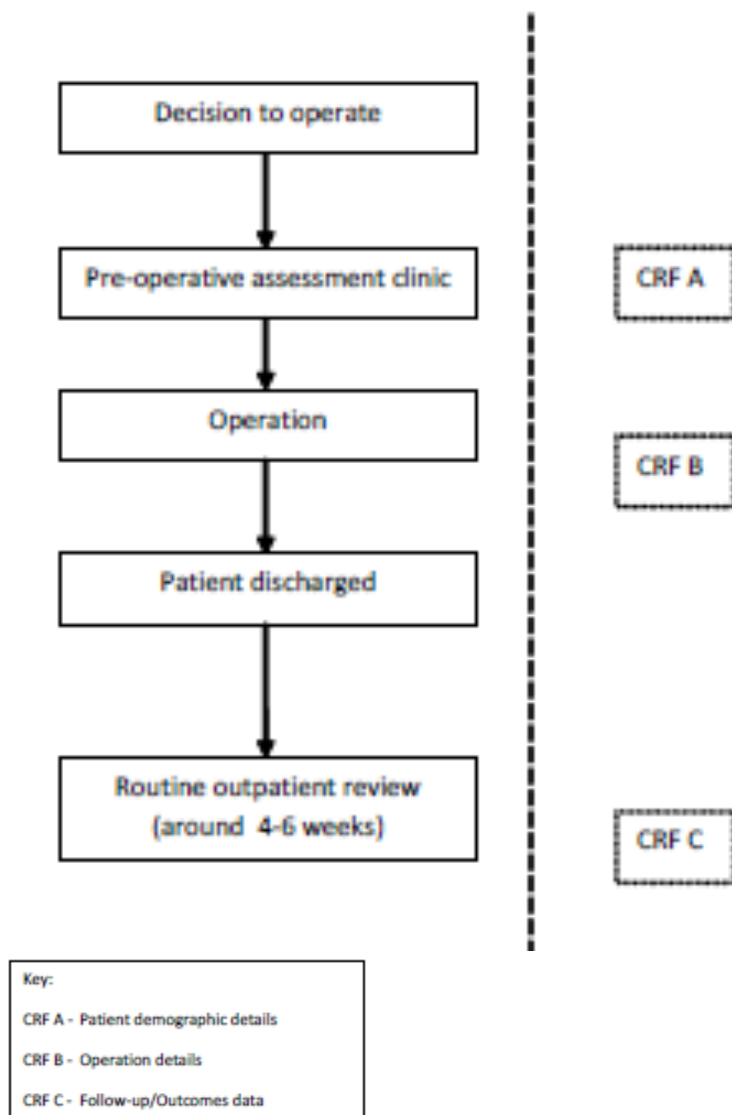 Decision to operate
Pre-operative assessment clinic
CRF A
Operation
CRF B
Patient discharged
Routine outpatient review
(around 4-6 weeks)
CRF C
Key:
CRF A - Patient demographic details
CRF B - Operation details
CRF C - Follow-up/Outcomes data